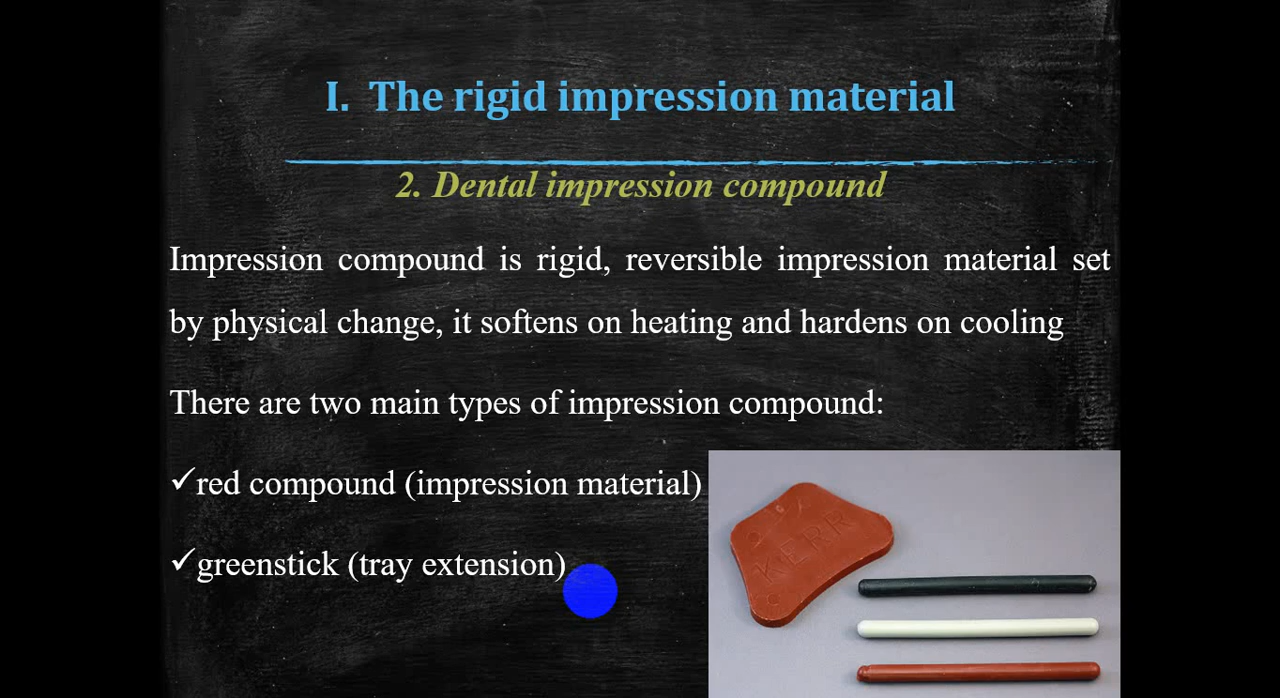 I. The rigid impression material
2. Dental impression compound
Impression compound is rigid, reversible impression material set
by physical change, it softens on heating and hardens on cooling
There are two main types of impression compound:
✓red compound (impression material)
✓greenstick (tray extension)
KERR